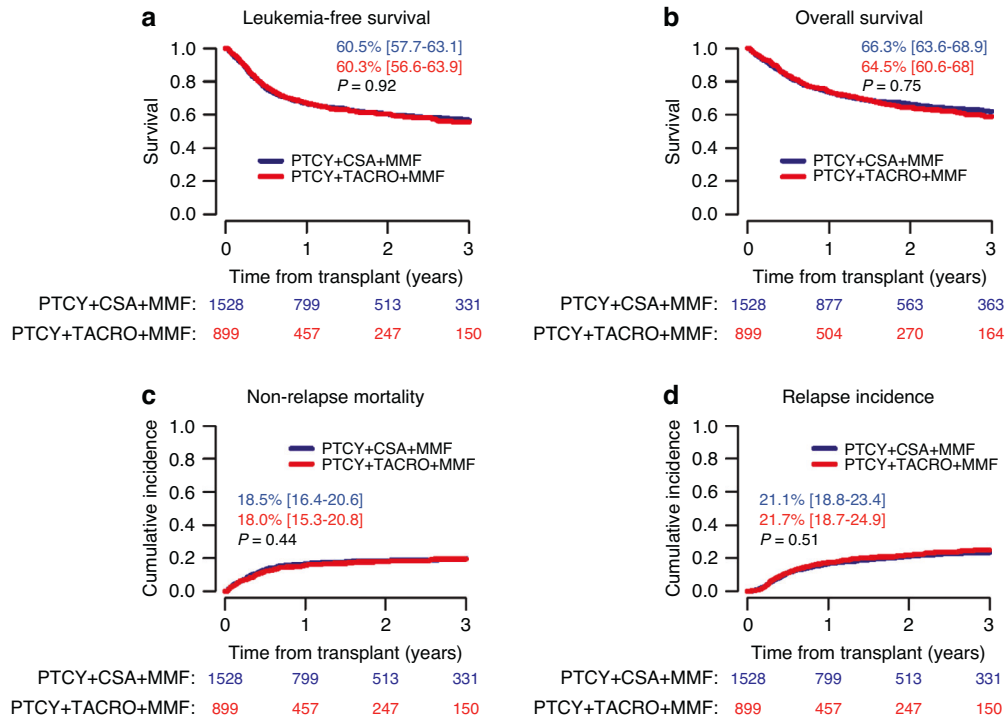 a Leukemia-free survival
1.0
0.8
0.6
0.4
0.2
0.0
Survival
60.5% [57.7-63.1]
60.3% [56.6-63.9]
P = 0.92
PTCY+CSA+MMF
PTCY+TACRO+MMF
0 1 2 3
Time from transplant (years)
PTCY+CSA+MMF: 1528 799 513 331
PTCY+TACRO+MMF: 899 457 247 150
b Overall survival
1.0
0.8
0.6
0.4
0.2
0.0
Survival
66.3% [63.6-68.9]
64.5% [60.6-68]
P = 0.75
PTCY+CSA+MMF
PTCY+TACRO+MMF
0 1 2 3
Time from transplant (years)
PTCY+CSA+MMF: 1528 877 563 363
PTCY+TACRO+MMF: 899 504 270 164
c Non-relapse mortality
1.0
0.8
0.6
0.4
0.2
0.0
Cumulative incidence
PTCY+CSA+MMF
PTCY+TACRO+MMF
18.5% [16.4-20.6]
18.0% [15.3-20.8]
P = 0.44
0 1 2 3
Time from transplant (years)
PTCY+CSA+MMF: 1528 799 513 331
PTCY+TACRO+MMF: 899 457 247 150
d Relapse incidence
1.0
0.8
0.6
0.4
0.2
0.0
Cumulative incidence
PTCY+CSA+MMF
PTCY+TACRO+MMF
21.1% [18.8-23.4]
21.7% [18.7-24.9]
P = 0.51
0 1 2 3
Time from transplant (years)
PTCY+CSA+MMF: 1528 799 513 331
PTCY+TACRO+MMF: 899 457 247 150